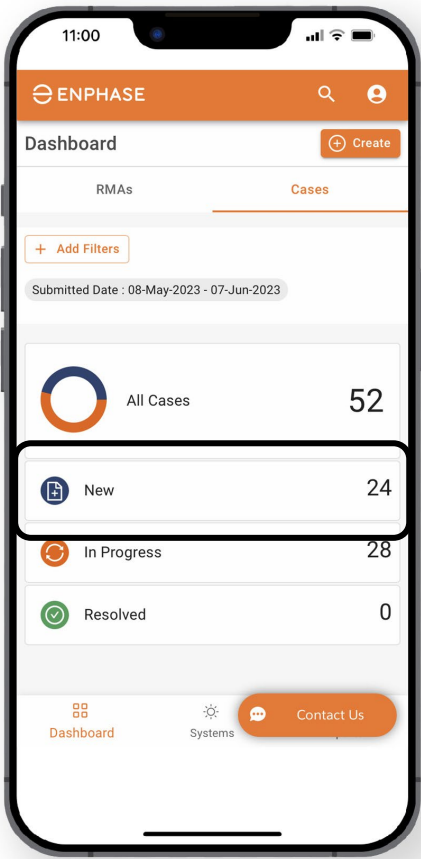 11:00
ENPHASE
Dashboard
Create
RMAs
Cases
+ Add Filters
Submitted Date : 08-May-2023 - 07-Jun-2023
All Cases
52
New
24
In Progress
28
Resolved
0
Dashboard
Systems
Contact Us